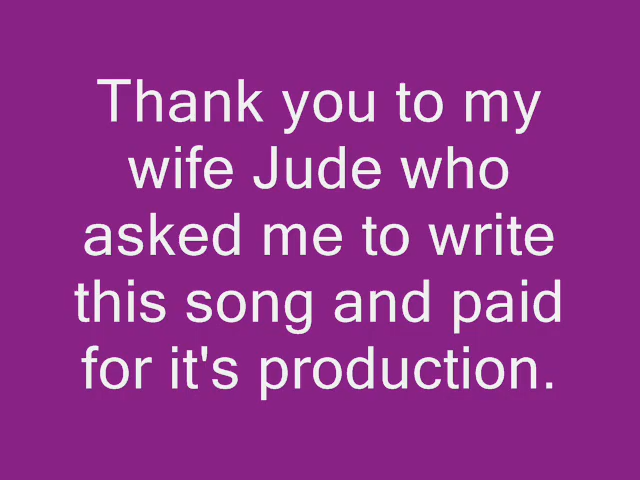 Thank you to my
wife Jude who
asked me to write
this song and paid
for it's production.